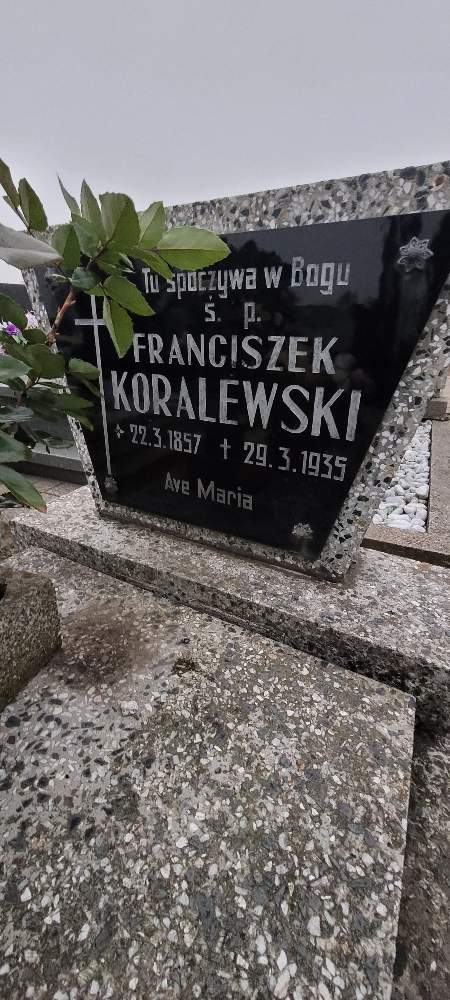 Tu spoczywa w Bogu
ś. p.
FRANCISZEK
KORALEWSKI
22.3.1857 † 29.3.1935
Ave Maria